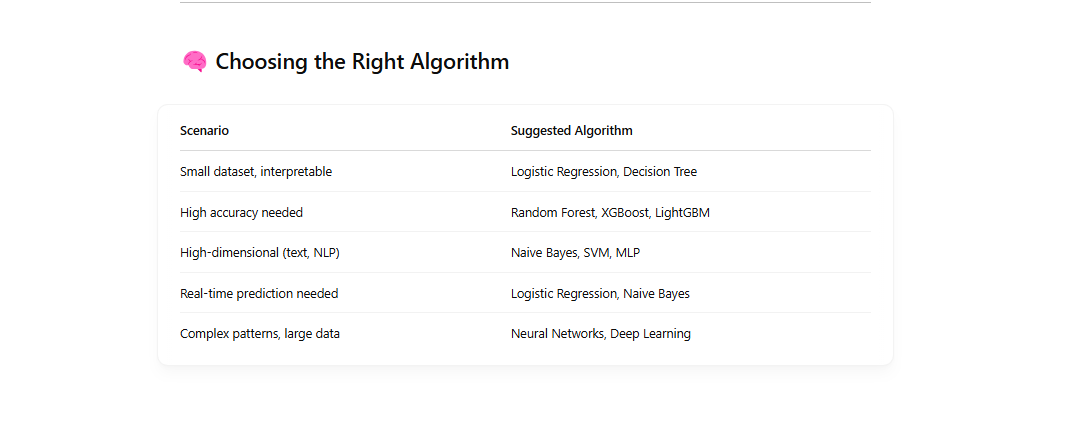 🧠 Choosing the Right Algorithm
Scenario Suggested Algorithm
Small dataset, interpretable Logistic Regression, Decision Tree
High accuracy needed Random Forest, XGBoost, LightGBM
High-dimensional (text, NLP) Naive Bayes, SVM, MLP
Real-time prediction needed Logistic Regression, Naive Bayes
Complex patterns, large data Neural Networks, Deep Learning